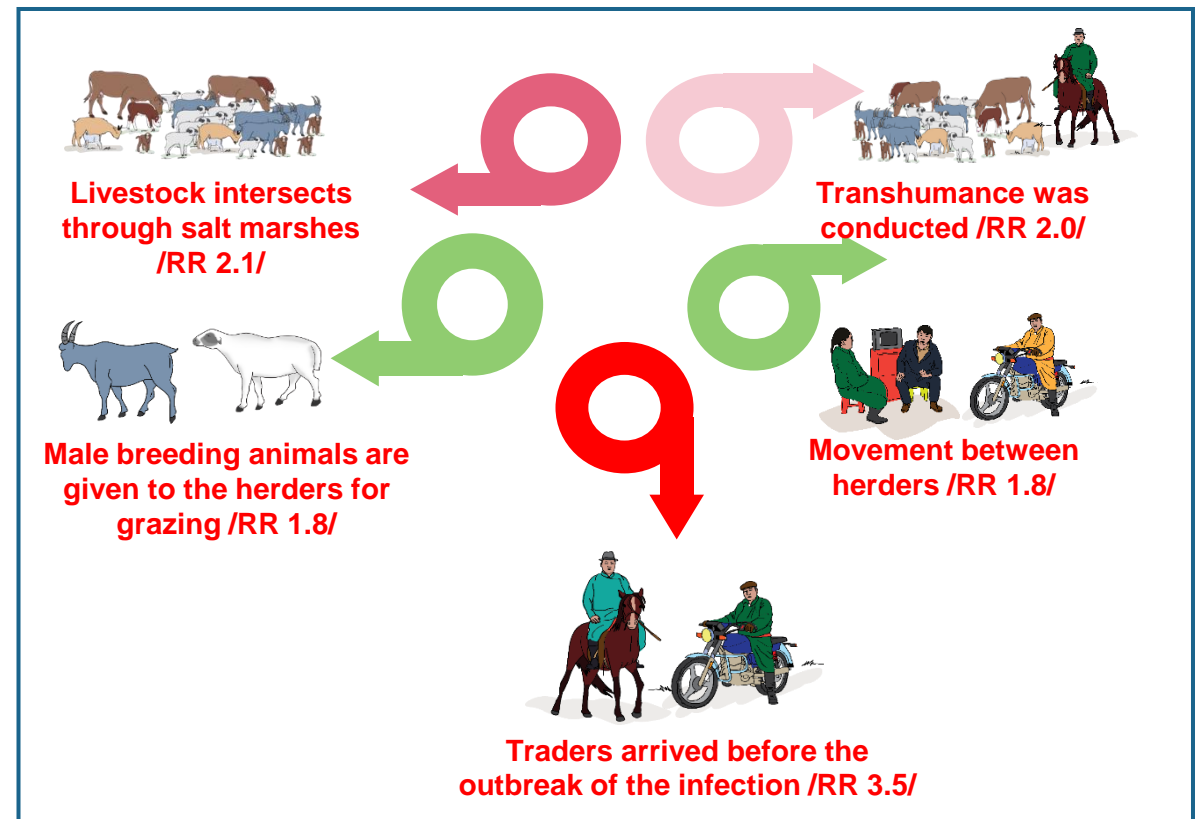 Livestock intersects
through salt marshes
/RR 2.1/
Transhumance was
conducted /RR 2.0/
Male breeding animals are
given to the herders for
grazing /RR 1.8/
Movement between
herders /RR 1.8/
Traders arrived before the
outbreak of the infection /RR 3.5/